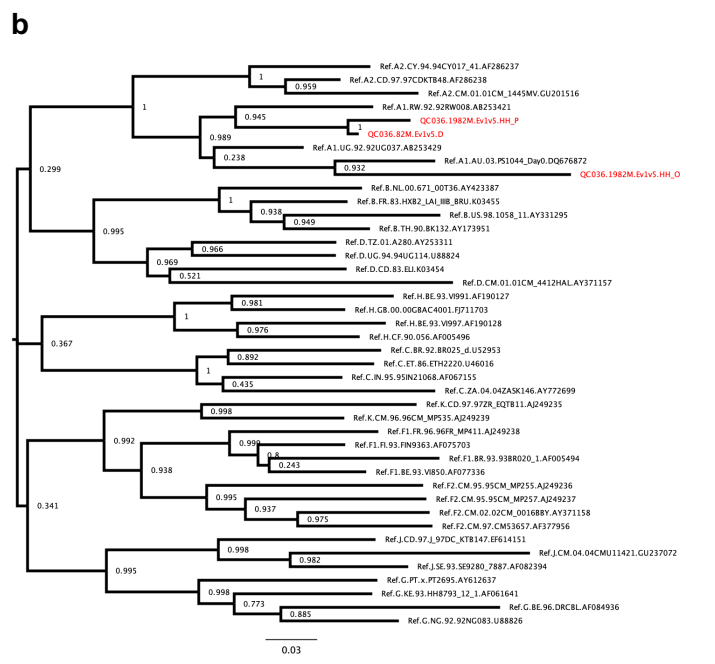 b
Ref.A2.CY.94.94CY017_41.AF286237
1
Ref.A2.CD.97.97CDKTB48.AF286238
0.959
Ref.A2.CM.01.01CM_1445MV.GU201516
1
Ref.A1.RW.92.92RW008.AB253421
0.945
QC036.1982M.Ev1v5.HH_P
1
QC036.82M.Ev1v5.D
0.989
Ref.A1.UG.92.92UG037.AB253429
0.238
Ref.A1.AU.03.PS1044_Day0.DQ676872
0.932
0.299
QC036.1982M.Ev1v5.HH_O
Ref.B.NL.00.671_00T36.AY423387
1
Ref.B.FR.83.HXB2_LAI_IIIB_BRU.K03455
0.938
Ref.B.US.98.1058_11.AY331295
0.949
Ref.B.TH.90.BK132.AY173951
0.995
Ref.D.TZ.01.A280.AY253311
0.966
Ref.D.UG.94.94UG114.U88824
0.969
Ref.D.CD.83.ELI.K03454
0.521
Ref.D.CM.01.01CM_4412HAL.AY371157
Ref.H.BE.93.VI991.AF190127
0.981
Ref.H.GB.00.00GBAC4001.FJ711703
1
Ref.H.BE.93.VI997.AF190128
0.976
Ref.H.CF.90.056.AF005496
0.367
Ref.C.BR.92.BR025_d.U52953
0.892
Ref.C.ET.86.ETH2220.U46016
1
Ref.C.IN.95.95IN21068.AF067155
0.435
Ref.C.ZA.04.04ZASK146.AY772699
Ref.K.CD.97.97ZR_EQTB11.AJ249235
0.998
Ref.K.CM.96.96CM_MP535.AJ249239
0.992
Ref.F1.FR.96.96FR_MP411.AJ249238
0.999
Ref.F1.FI.93.FIN9363.AF075703
0.8
Ref.F1.BR.93.93BR020_1.AF005494
0.243
0.938
Ref.F1.BE.93.VI850.AF077336
Ref.F2.CM.95.95CM_MP255.AJ249236
0.995
Ref.F2.CM.95.95CM_MP257.AJ249237
0.341
0.937
Ref.F2.CM.02.02CM_0016BBY.AY371158
0.975
Ref.F2.CM.97.CM53657.AF377956
Ref.J.CD.97.J_97DC_KTB147.EF614151
0.998
Ref.J.CM.04.04CMU11421.GU237072
0.982
Ref.J.SE.93.SE9280_7887.AF082394
0.995
Ref.G.PT.x.PT2695.AY612637
0.998
Ref.G.KE.93.HH8793_12_1.AF061641
0.773
Ref.G.BE.96.DRCBL.AF084936
0.885
Ref.G.NG.92.92NG083.U88826
0.03